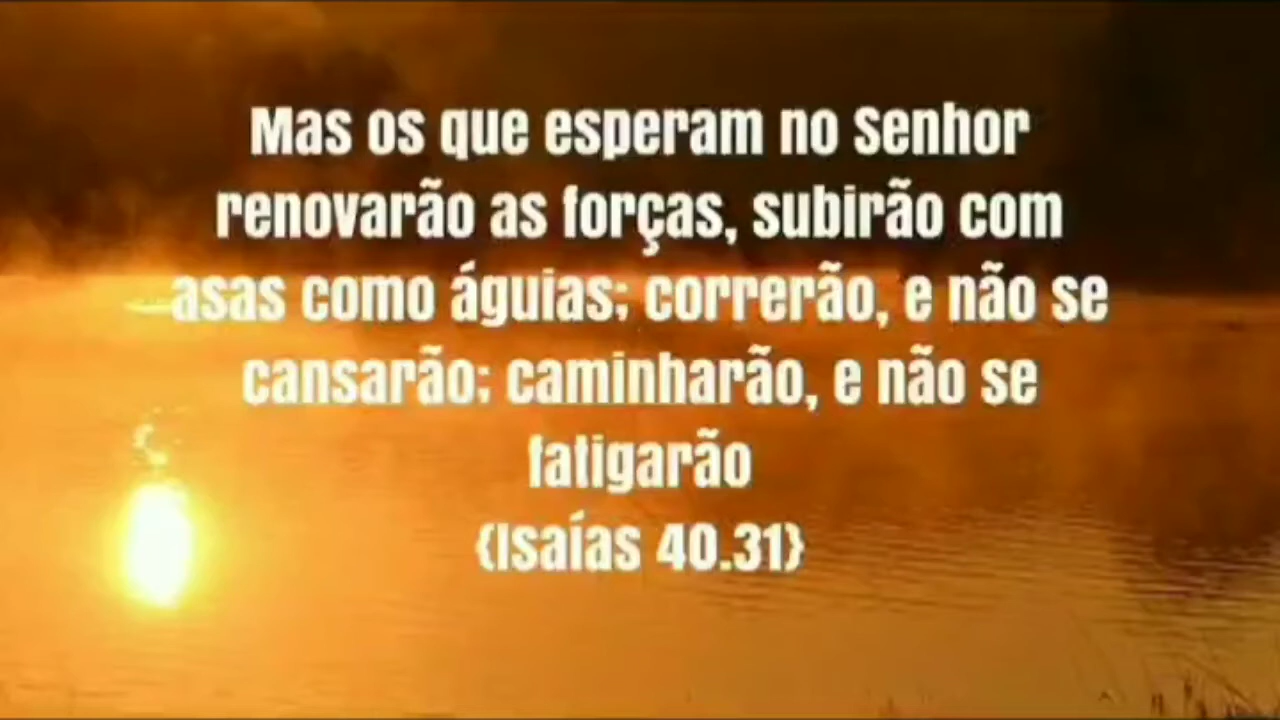 Mas os que esperam no Senhor
renovarão as forças, subirão com
asas como águias; correrão, e não se
cansarão; caminharão, e não se
fatigarão
{Isaías 40.31}